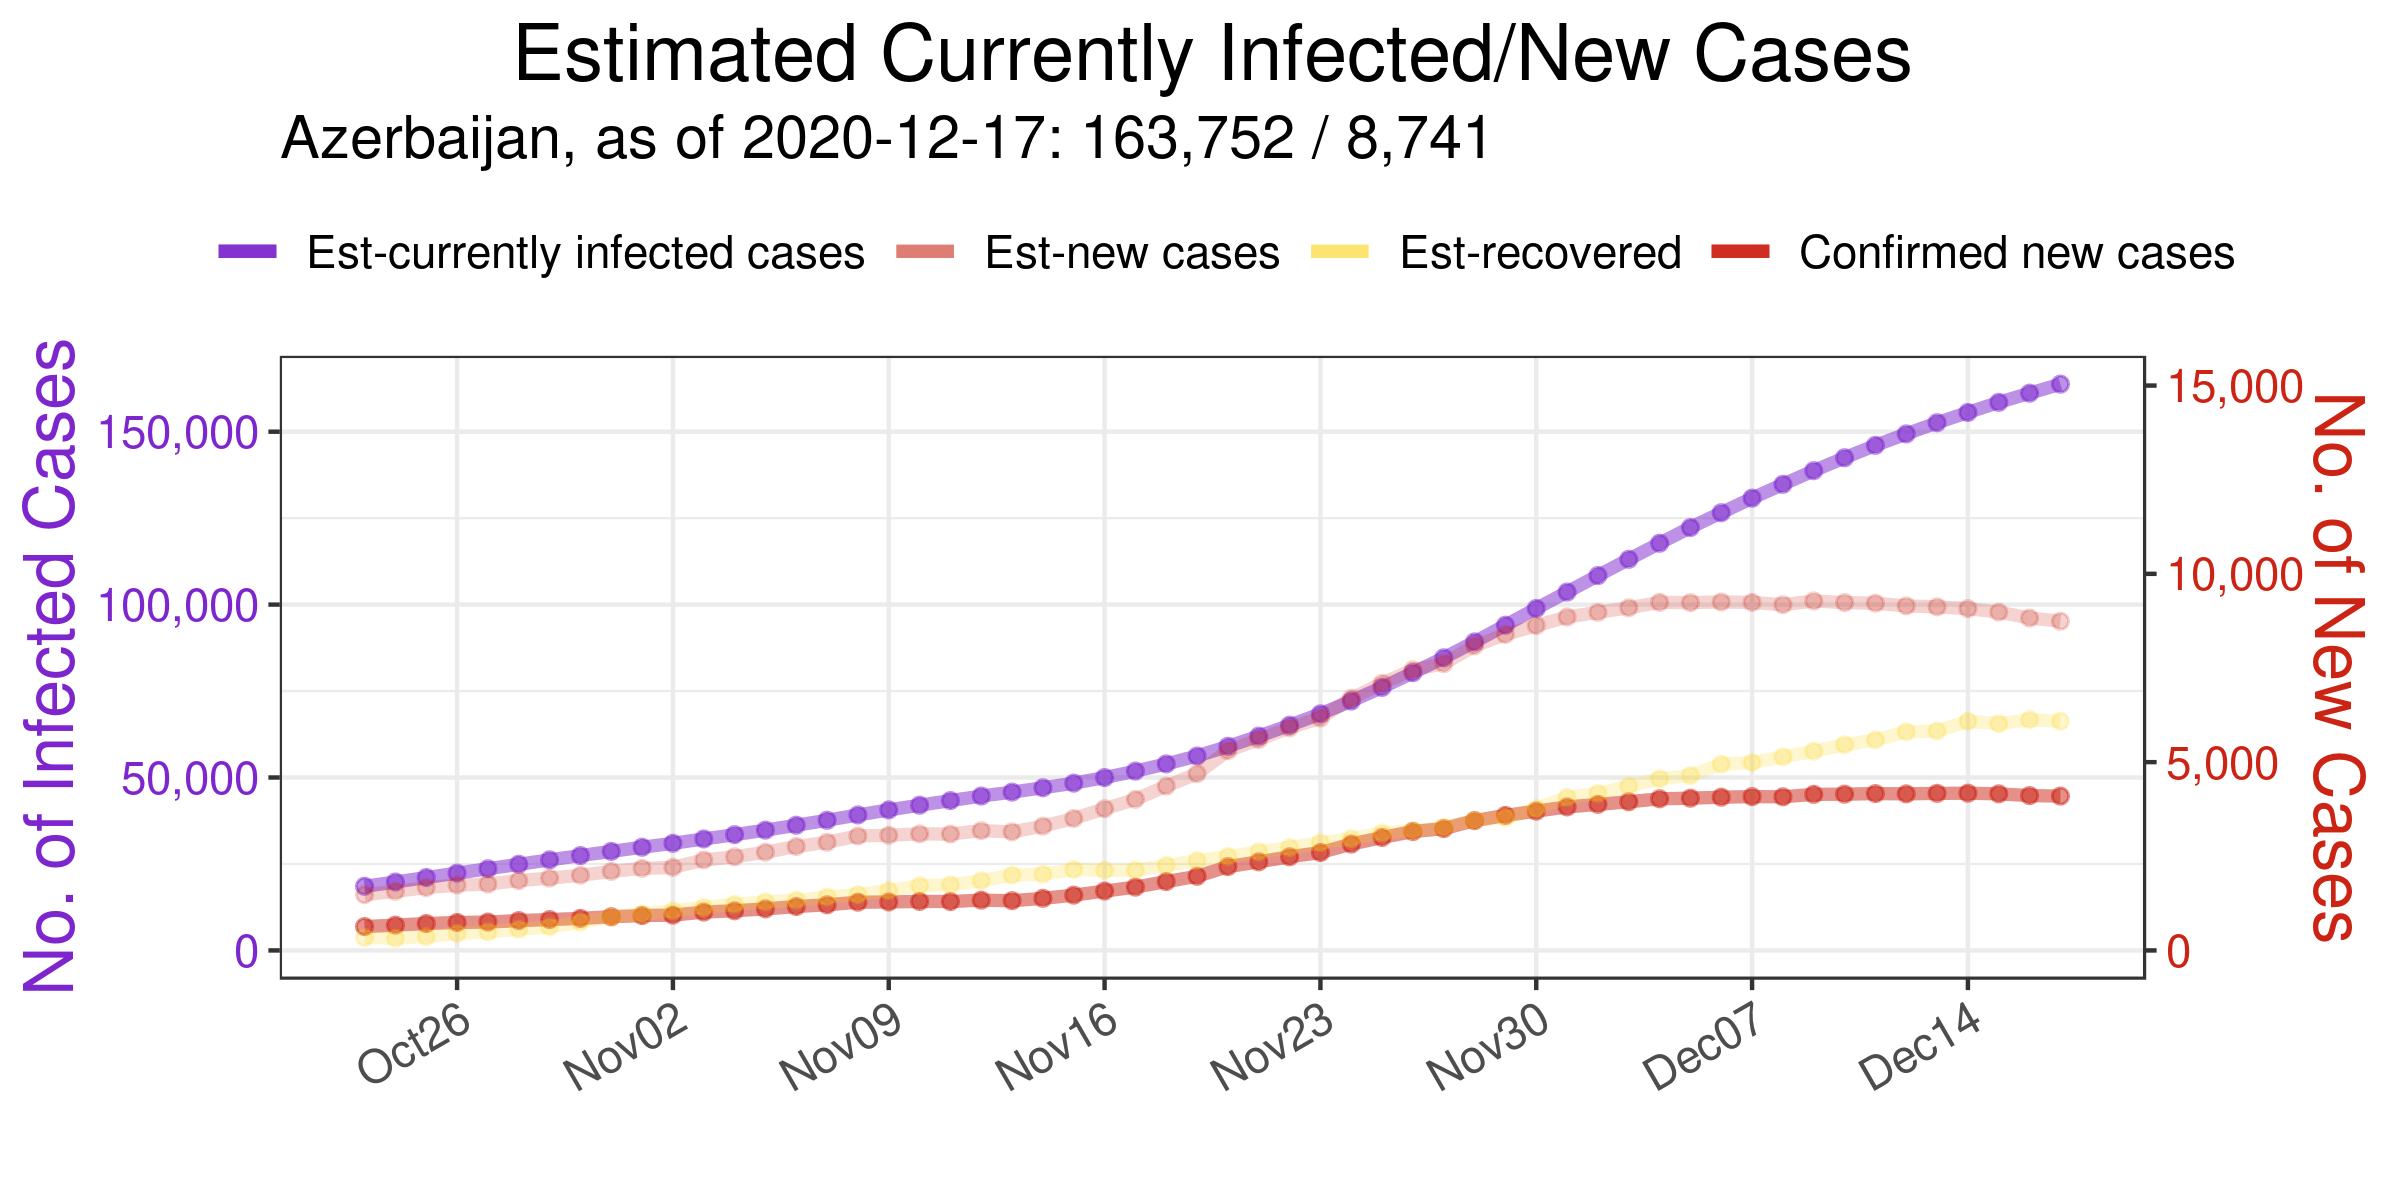 Estimated Currently Infected/New Cases
Azerbaijan, as of 2020-12-17: 163,752 / 8,741
Est-currently infected cases Est-new cases Est-recovered Confirmed new cases
No. of Infected Cases
150,000
100,000
50,000
0
15,000
10,000
5,000
0
No. of New Cases
Oct26 Nov02 Nov09 Nov16 Nov23 Nov30 Dec07 Dec14